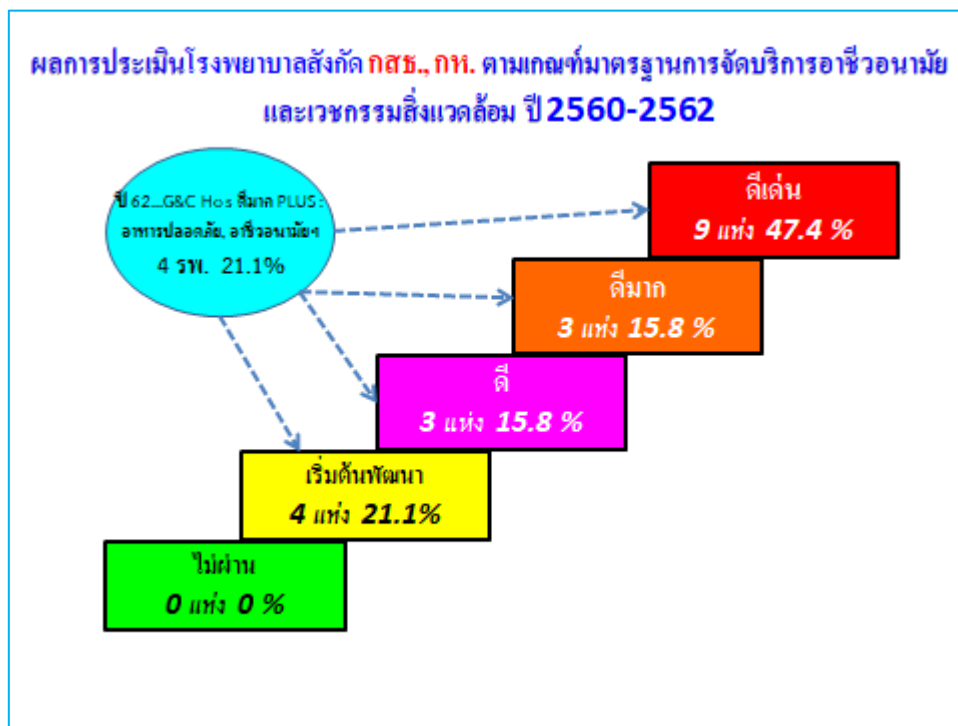 ผลการประเมินโรงพยาบาลสังกัด กสธ., กห. ตามเกณฑ์มาตรฐานการจัดบริการอาชีวอนามัย
และเวชกรรมสิ่งแวดล้อม ปี 2560-2562
ปี 62...G&C Hos ดีมาก PLUS :
อาหารปลอดภัย, อาชีวอนามัยฯ
4 รพ. 21.1%
ดีเด่น
9 แห่ง 47.4 %
ดีมาก
3 แห่ง 15.8 %
ดี
3 แห่ง 15.8 %
เริ่มต้นพัฒนา
4 แห่ง 21.1%
ไม่ผ่าน
0 แห่ง 0 %